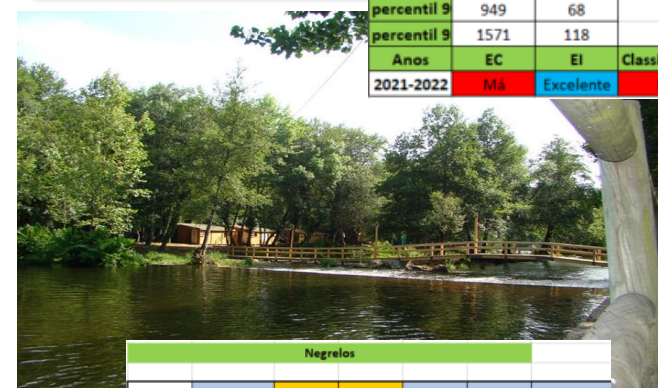 percentil 9 949 68
percentil 9 1571 118
Anos EC EI Classi
2021-2022 Má Excelente
Negrelos